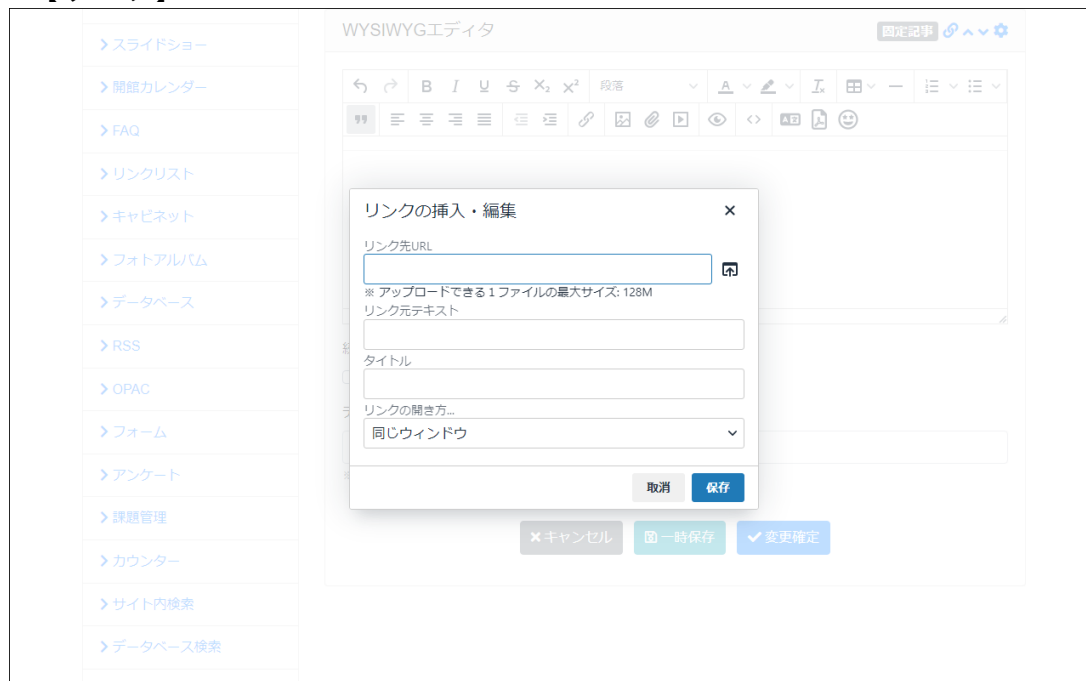 スライドショー
開館カレンダー
FAQ
リンクリスト
キャビネット
フォトアルバム
データベース
RSS
OPAC
フォーム
アンケート
課題管理
カウンター
サイト内検索
データベース検索
WYSIWYGエディタ
固定記事
段落
リンクの挿入・編集
リンク先URL
※ アップロードできる1ファイルの最大サイズ: 128M
リンク元テキスト
タイトル
リンクの開き方...
同じウィンドウ
取消 保存
キャンセル 一時保存 変更確定